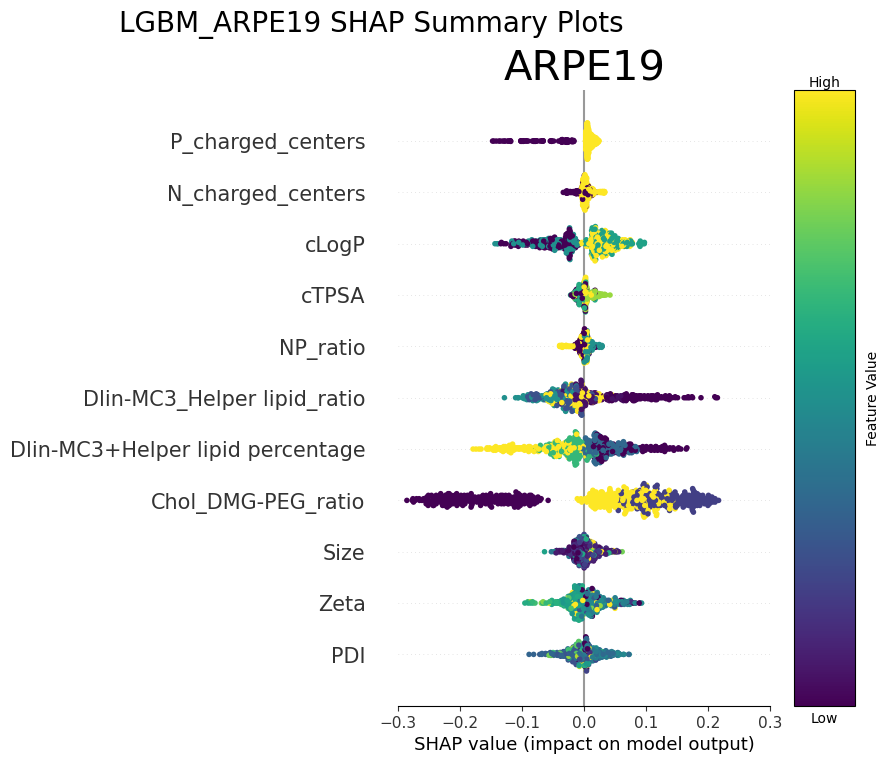 LGBM_ARPE19 SHAP Summary Plots
ARPE19
High
P_charged_centers
N_charged_centers
cLogP
cTPSA
NP_ratio
Dlin-MC3_Helper lipid_ratio
Dlin-MC3+Helper lipid percentage
Chol_DMG-PEG_ratio
Size
Zeta
PDI
Feature Value
Low
−0.3 −0.2 −0.1 0.0 0.1 0.2 0.3
SHAP value (impact on model output)